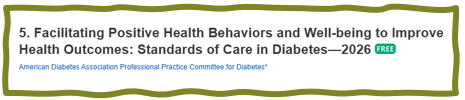 5. Facilitating Positive Health Behaviors and Well-being to Improve
Health Outcomes: Standards of Care in Diabetes—2026 FREE
American Diabetes Association Professional Practice Committee for Diabetes*